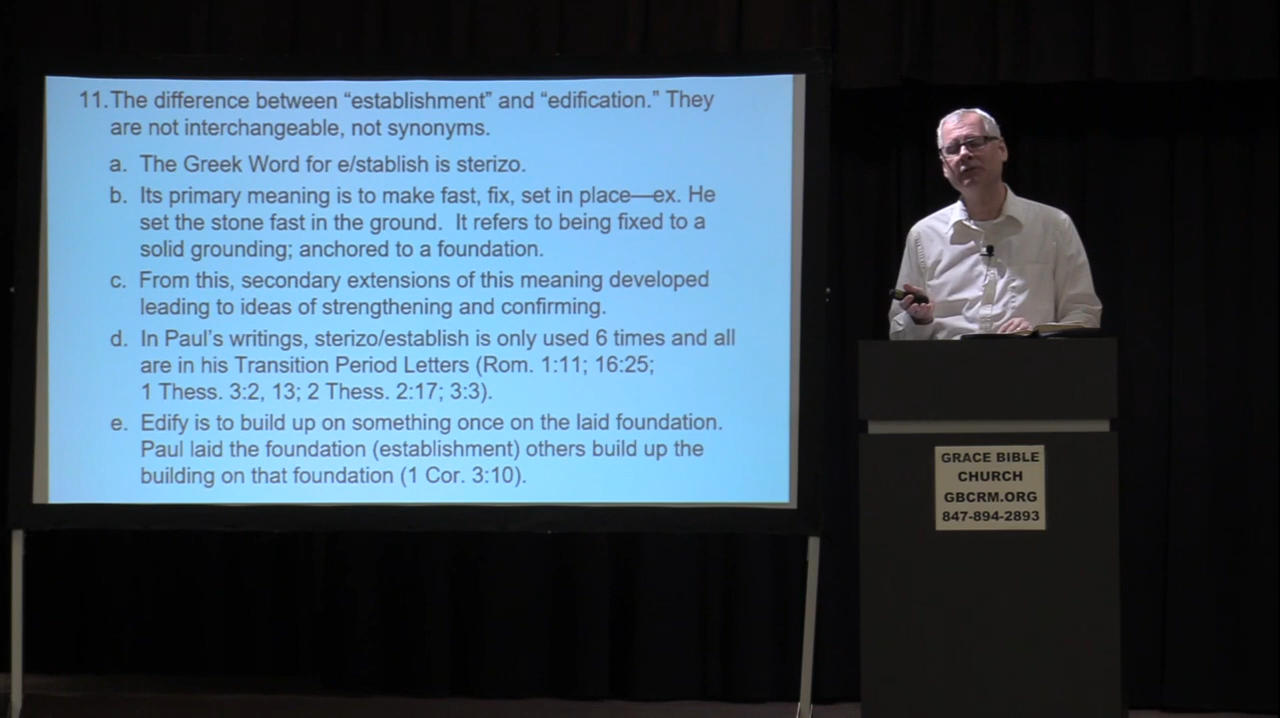 11. The difference between “establishment” and “edification.” They
are not interchangeable, not synonyms.
a. The Greek Word for e/stablish is sterizo.
b. Its primary meaning is to make fast, fix, set in place—ex. He
set the stone fast in the ground. It refers to being fixed to a
solid grounding; anchored to a foundation.
c. From this, secondary extensions of this meaning developed
leading to ideas of strengthening and confirming.
d. In Paul’s writings, sterizo/establish is only used 6 times and all
are in his Transition Period Letters (Rom. 1:11; 16:25;
1 Thess. 3:2, 13; 2 Thess. 2:17; 3:3).
e. Edify is to build up on something once on the laid foundation.
Paul laid the foundation (establishment) others build up the
building on that foundation (1 Cor. 3:10).
GRACE BIBLE
CHURCH
GBCRM.ORG
847-894-2893